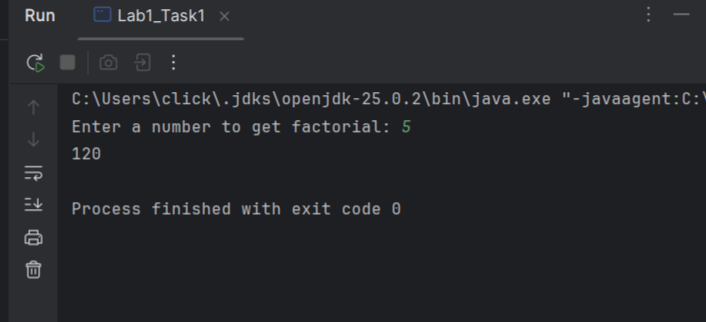 Run Lab1_Task1
C:\Users\click\.jdks\openjdk-25.0.2\bin\java.exe "-javaagent:C:\
Enter a number to get factorial: 5
120
Process finished with exit code 0